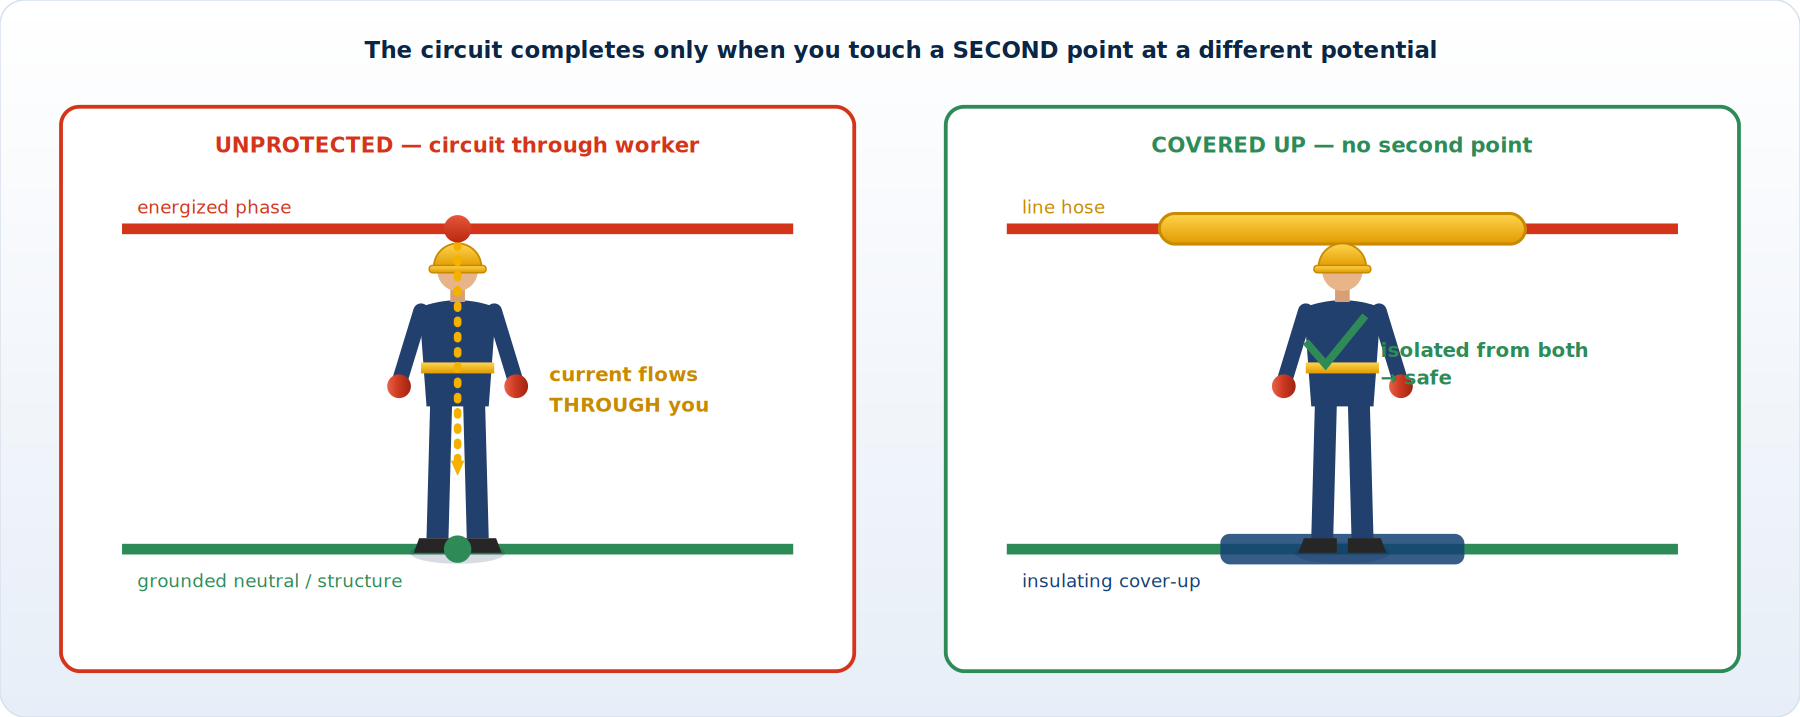 The circuit completes only when you touch a SECOND point at a different potential
UNPROTECTED — circuit through worker
energized phase
current flows
THROUGH you
grounded neutral / structure
COVERED UP — no second point
line hose
isolated from both
→ safe
insulating cover-up